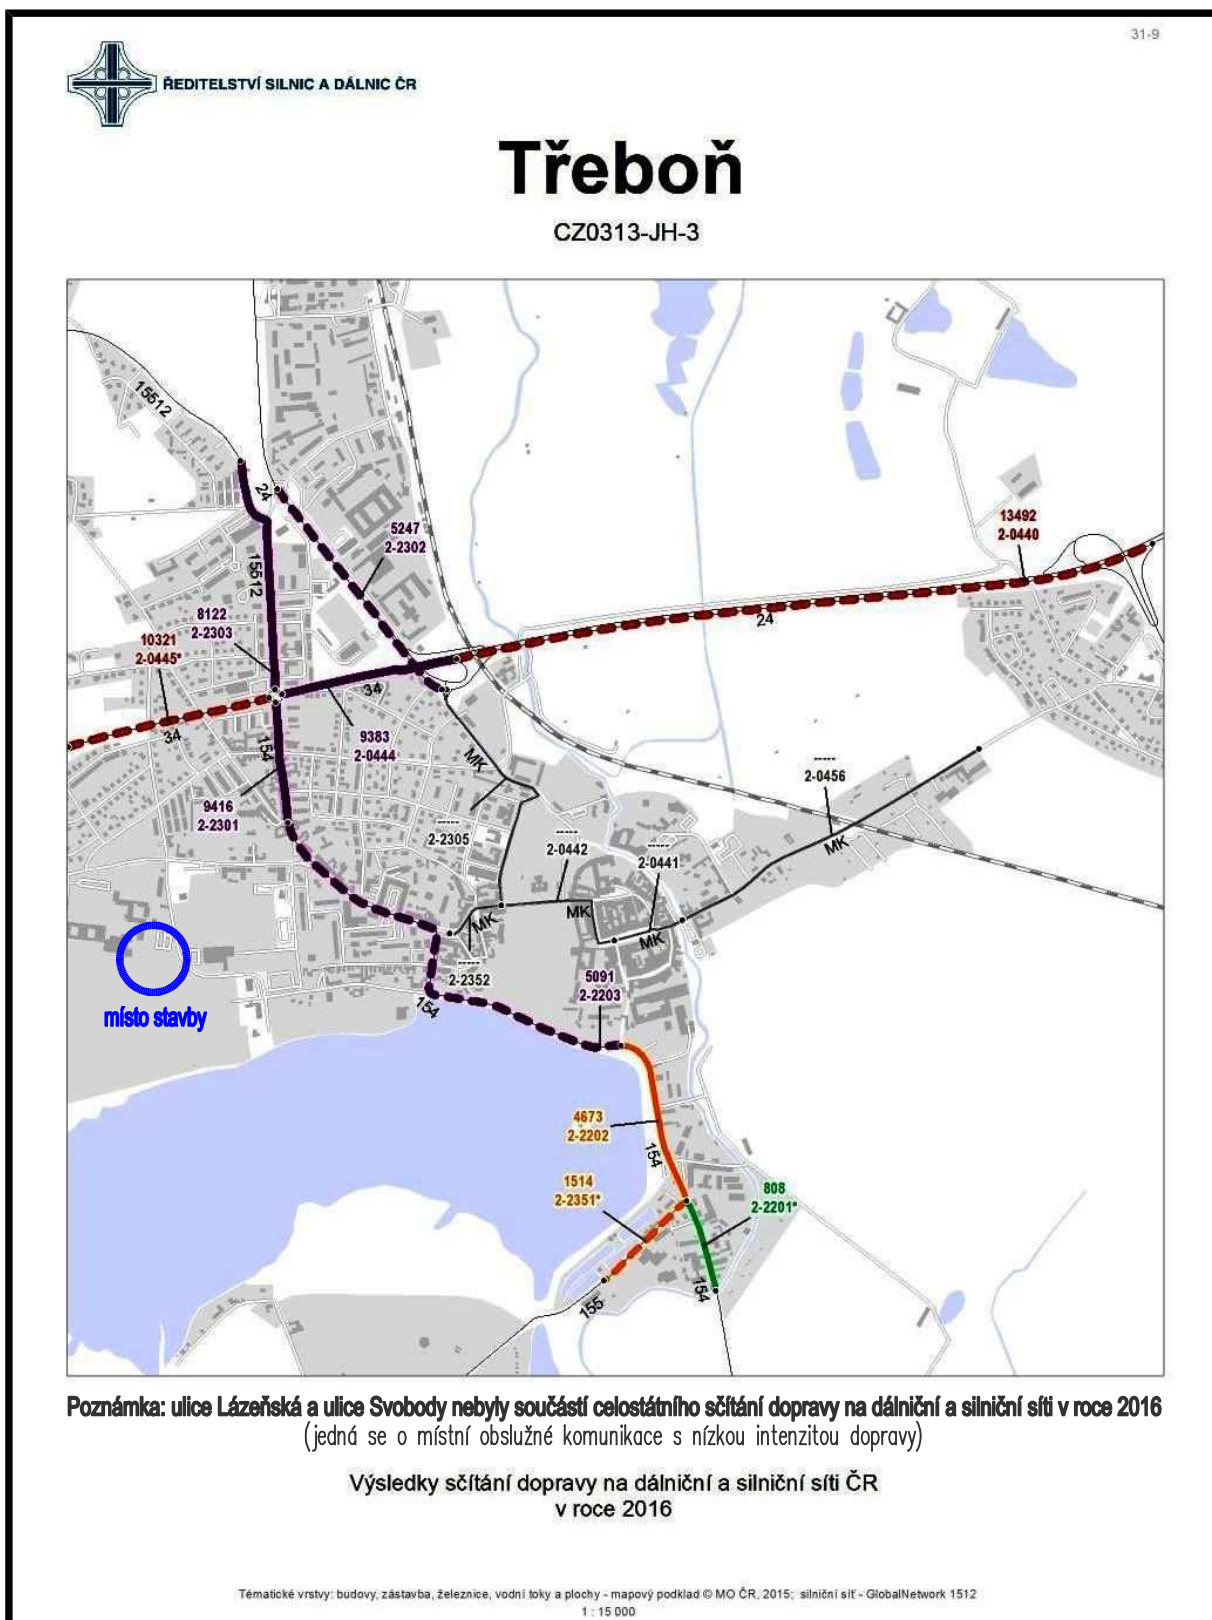 31-9
ŘEDITELSTVÍ SILNIC A DÁLNIC ČR
Třeboň
CZ0313-JH-3
15512
24
5247
2-2302
13492
2-0440
15512
8122
2-2303
24
10321
2-0445*
34
34
154
9383
2-0444
MK
-----
2-0456
9416
2-2301
-----
2-2305
-----
2-0442
-----
2-0441
MK
MK
MK
MK
-----
2-2352
5091
2-2203
154
místo stavby
4673
2-2202
154
1514
2-2351*
808
2-2201*
154
155
Poznámka: ulice Lázeňská a ulice Svobody nebyly součástí celostátního sčítání dopravy na dálniční a silniční síti v roce 2016
(jedná se o místní obslužné komunikace s nízkou intenzitou dopravy)
Výsledky sčítání dopravy na dálniční a silniční síti ČR
v roce 2016
Tématické vrstvy: budovy, zástavba, železnice, vodní toky a plochy - mapový podklad © MO ČR, 2015; silniční síť - GlobalNetwork 1512
1 : 15 000